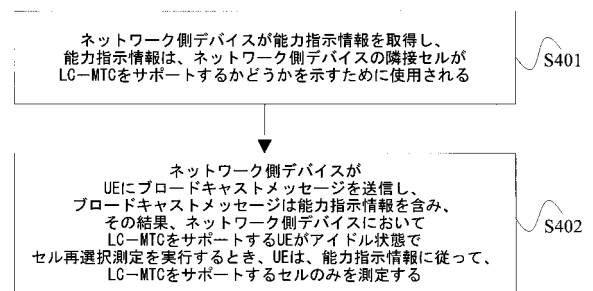 ネットワーク側デバイスが能力指示情報を取得し、
能力指示情報は、ネットワーク側デバイスの隣接セルが
LC-MTCをサポートするかどうかを示すために使用される
S401
ネットワーク側デバイスが
UEにブロードキャストメッセージを送信し、
ブロードキャストメッセージは能力指示情報を含み、
その結果、ネットワーク側デバイスにおいて
LC-MTCをサポートするUEがアイドル状態で
セル再選択測定を実行するとき、UEは、能力指示情報に従って、
LC-MTCをサポートするセルのみを測定する
S402